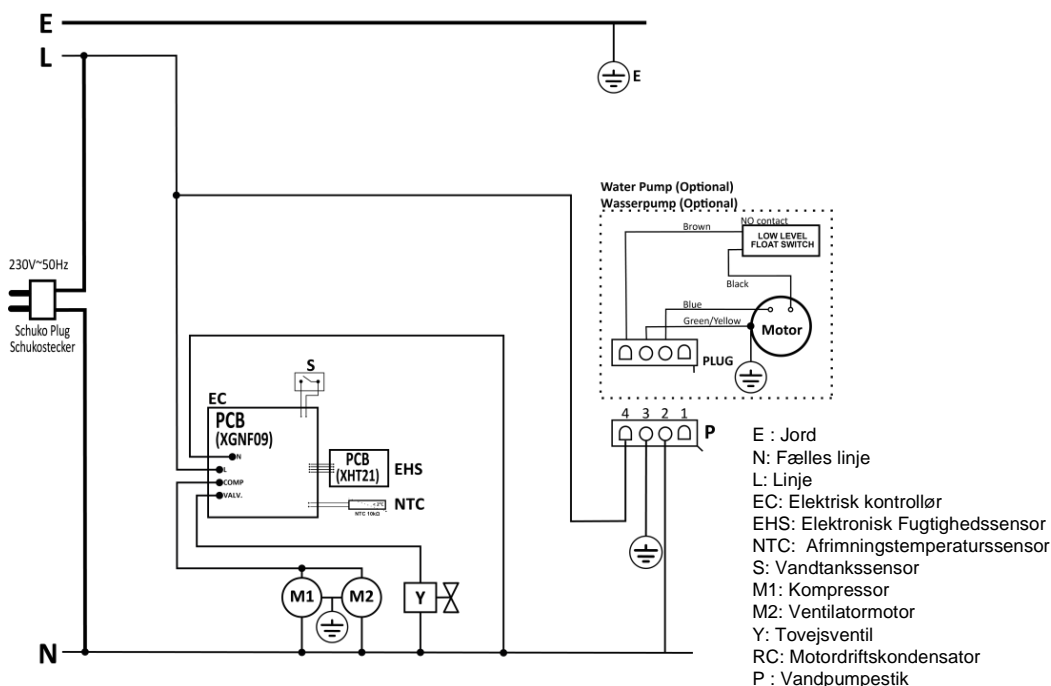 E
L
E
Water Pump (Optional)
Wasserpump (Optional)
NO contact
Brown
LOW LEVEL
FLOAT SWITCH
Black
230V~50Hz
Blue
Green/Yellow
Motor
Schuko Plug
Schukostecker
PLUG
S
EC
PCB
(XGNF09)
4 3 2 1
P
N
L
COMP
VALV.
PCB
(XHT21)
EHS
NTC
NTC 10kΩ
M1
M2
Y
N
E : Jord
N: Fælles linje
L: Linje
EC: Elektrisk kontrollør
EHS: Elektronisk Fugtighedssensor
NTC: Afrimningstemperaturssensor
S: Vandtankssensor
M1: Kompressor
M2: Ventilatormotor
Y: Tovejsventil
RC: Motordriftskondensator
P : Vandpumpestik